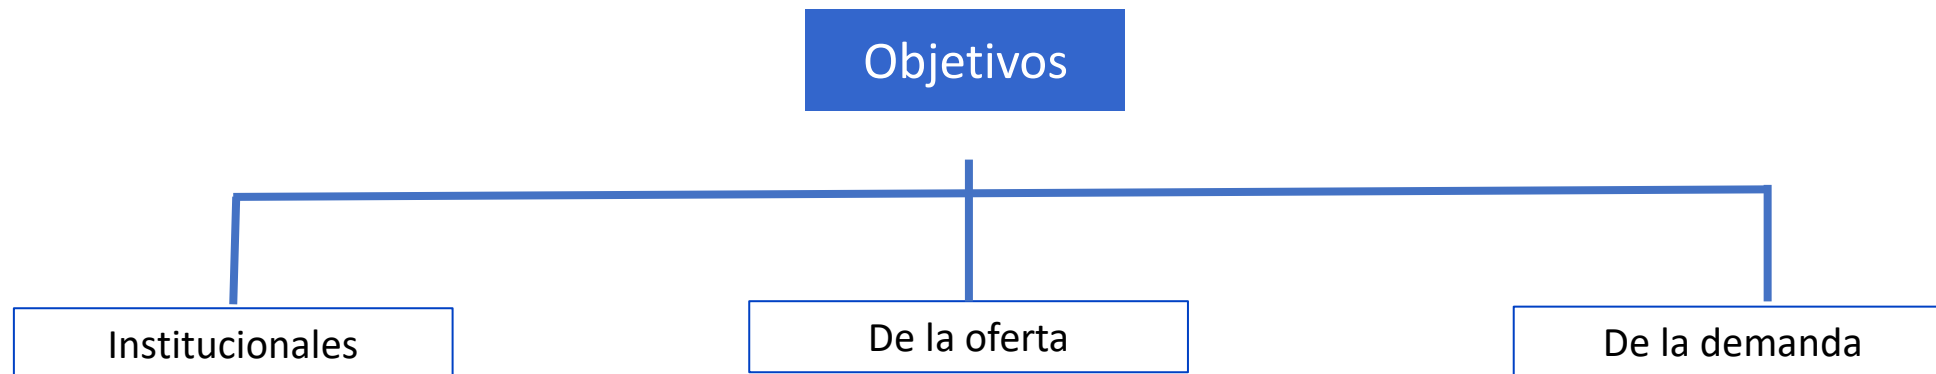 Objetivos
Institucionales
De la oferta
De la demanda